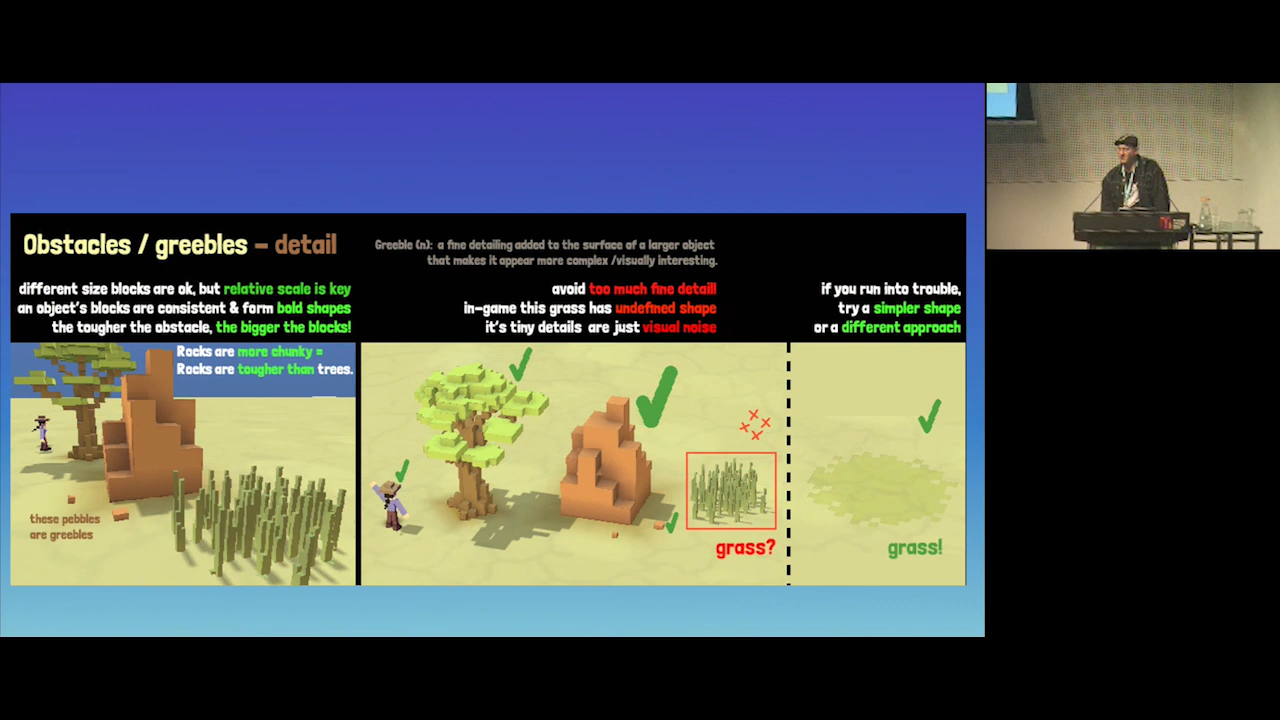 Obstacles / greebles - detail
Greeble (n): a fine detailing added to the surface of a larger object
that makes it appear more complex /visually interesting.
different size blocks are ok, but relative scale is key
an object's blocks are consistent & form bold shapes
the tougher the obstacle, the bigger the blocks!
avoid too much fine detail!
in-game this grass has undefined shape
it's tiny details are just visual noise
if you run into trouble,
try a simpler shape
or a different approach
Rocks are more chunky =
Rocks are tougher than trees.
these pebbles
are greebles
grass?
grass!